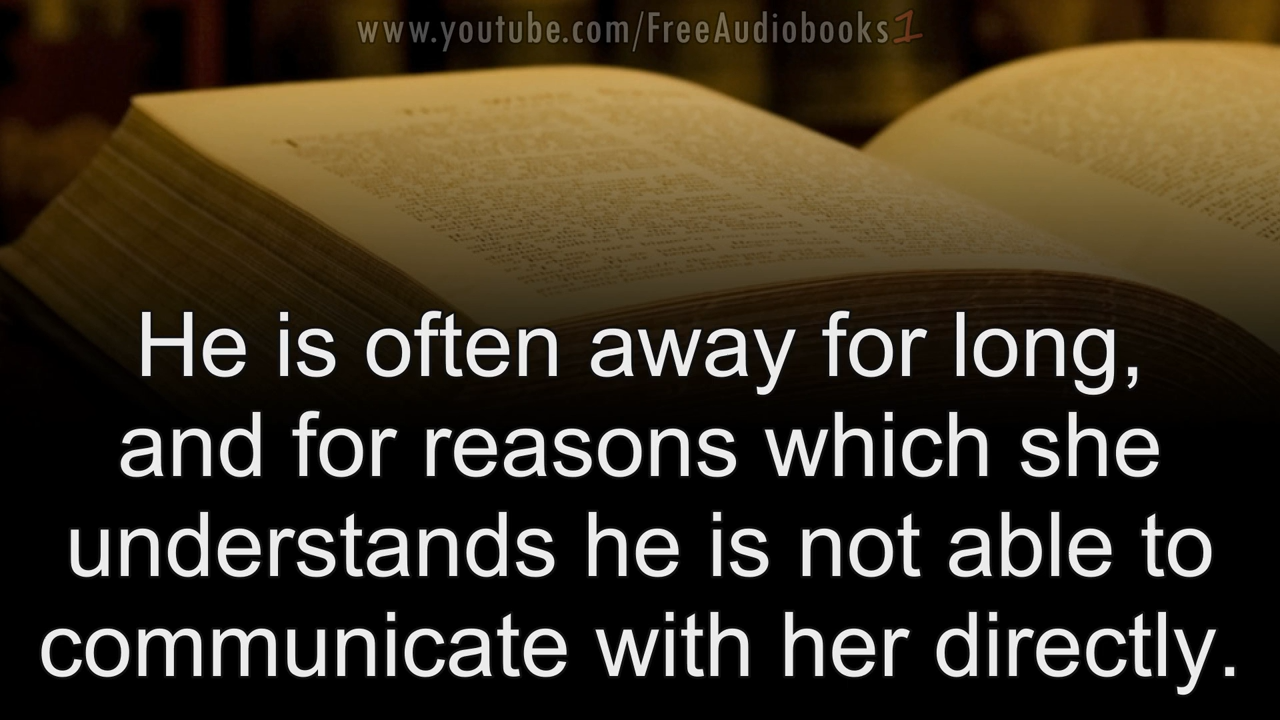 www.youtube.com/FreeAudiobooks1
He is often away for long,
and for reasons which she
understands he is not able to
communicate with her directly.